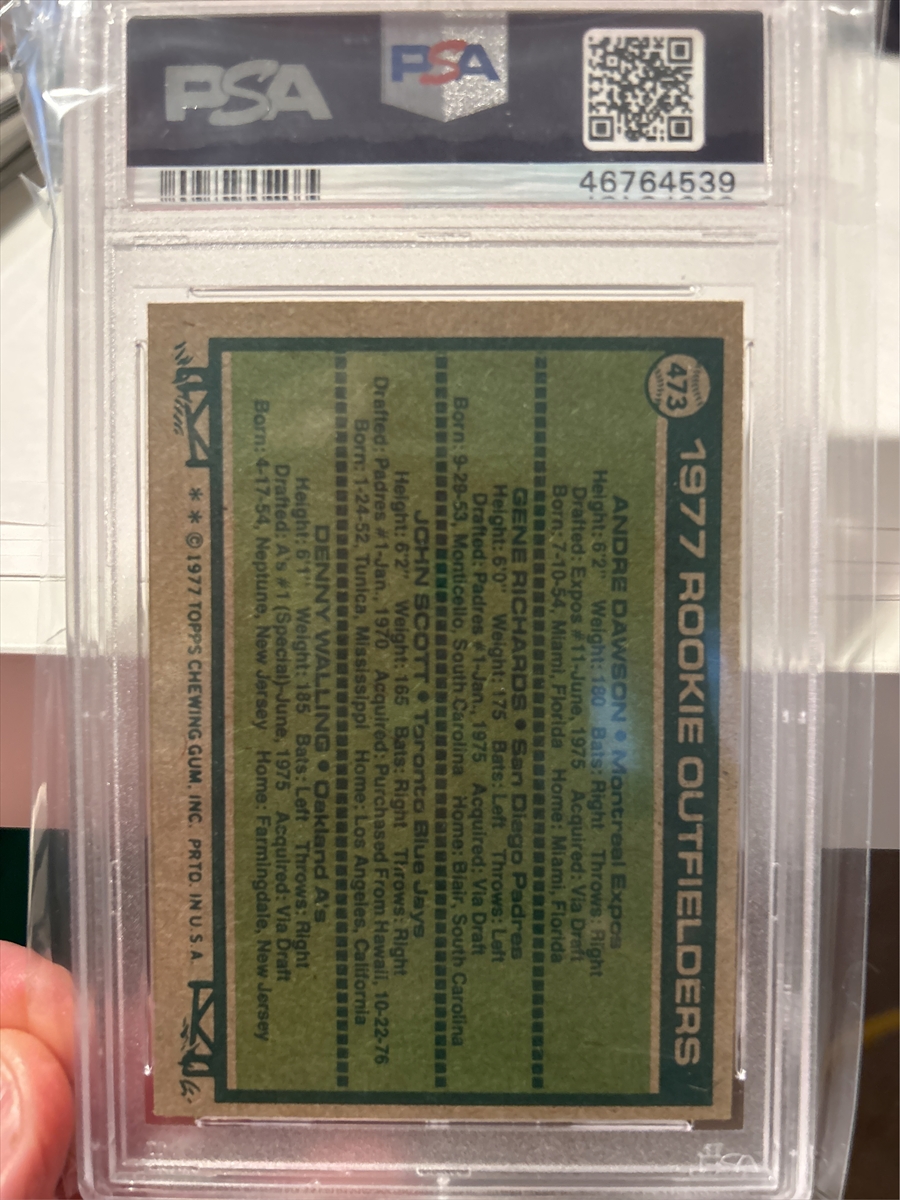 PSA
PSA
46764539
473
1977 ROOKIE OUTFIELDERS
ANDRE DAWSON • Montreal Expos
Height: 6'2" Weight: 180 Bats: Right Throws: Right
Drafted: Expos #11-June, 1975 Acquired: Via Draft
Born: 7-10-54, Miami, Florida Home: Miami, Florida
GENE RICHARDS • San Diego Padres
Height: 6'0" Weight: 175 Bats: Left Throws: Left
Drafted: Padres #1-Jan., 1975 Acquired: Via Draft
Born: 9-29-53, Monticello, South Carolina Home: Blair, South Carolina
JOHN SCOTT • Toronto Blue Jays
Height: 6'2" Weight: 165 Bats: Right Throws: Right
Drafted: Padres #1-Jan., 1970 Acquired: Purchased From Hawaii, 10-22-76
Born: 1-24-52, Tunica, Mississippi Home: Los Angeles, California
DENNY WALLING • Oakland A's
Height: 6'1" Weight: 185 Bats: Left Throws: Right
Drafted: A's #1 (Special)-June, 1975 Acquired: Via Draft
Born: 4-17-54, Neptune, New Jersey Home: Farmingdale, New Jersey
* * © 1977 TOPPS CHEWING GUM, INC. PRTD. IN U.S.A